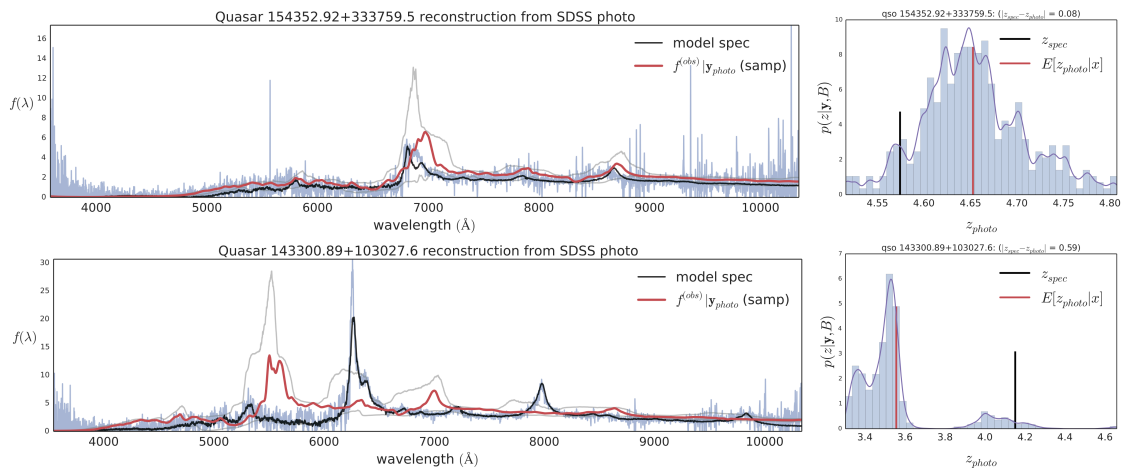 Quasar 154352.92+333759.5 reconstruction from SDSS photo
16
14
12
10
8
6
4
2
0
f(λ)
model spec
f^(obs)|y_photo (samp)
4000 5000 6000 7000 8000 9000 10000
wavelength (Å)
qso 154352.92+333759.5: (|z_spec−z_photo| = 0.08)
10
8
6
4
2
0
p(z|y,B)
z_spec
E[z_photo|x]
4.55 4.60 4.65 4.70 4.75 4.80
z_photo
Quasar 143300.89+103027.6 reconstruction from SDSS photo
30
25
20
15
10
5
0
f(λ)
model spec
f^(obs)|y_photo (samp)
4000 5000 6000 7000 8000 9000 10000
wavelength (Å)
qso 143300.89+103027.6: (|z_spec−z_photo| = 0.59)
7
6
5
4
3
2
1
0
p(z|y,B)
z_spec
E[z_photo|x]
3.4 3.6 3.8 4.0 4.2 4.4 4.6
z_photo